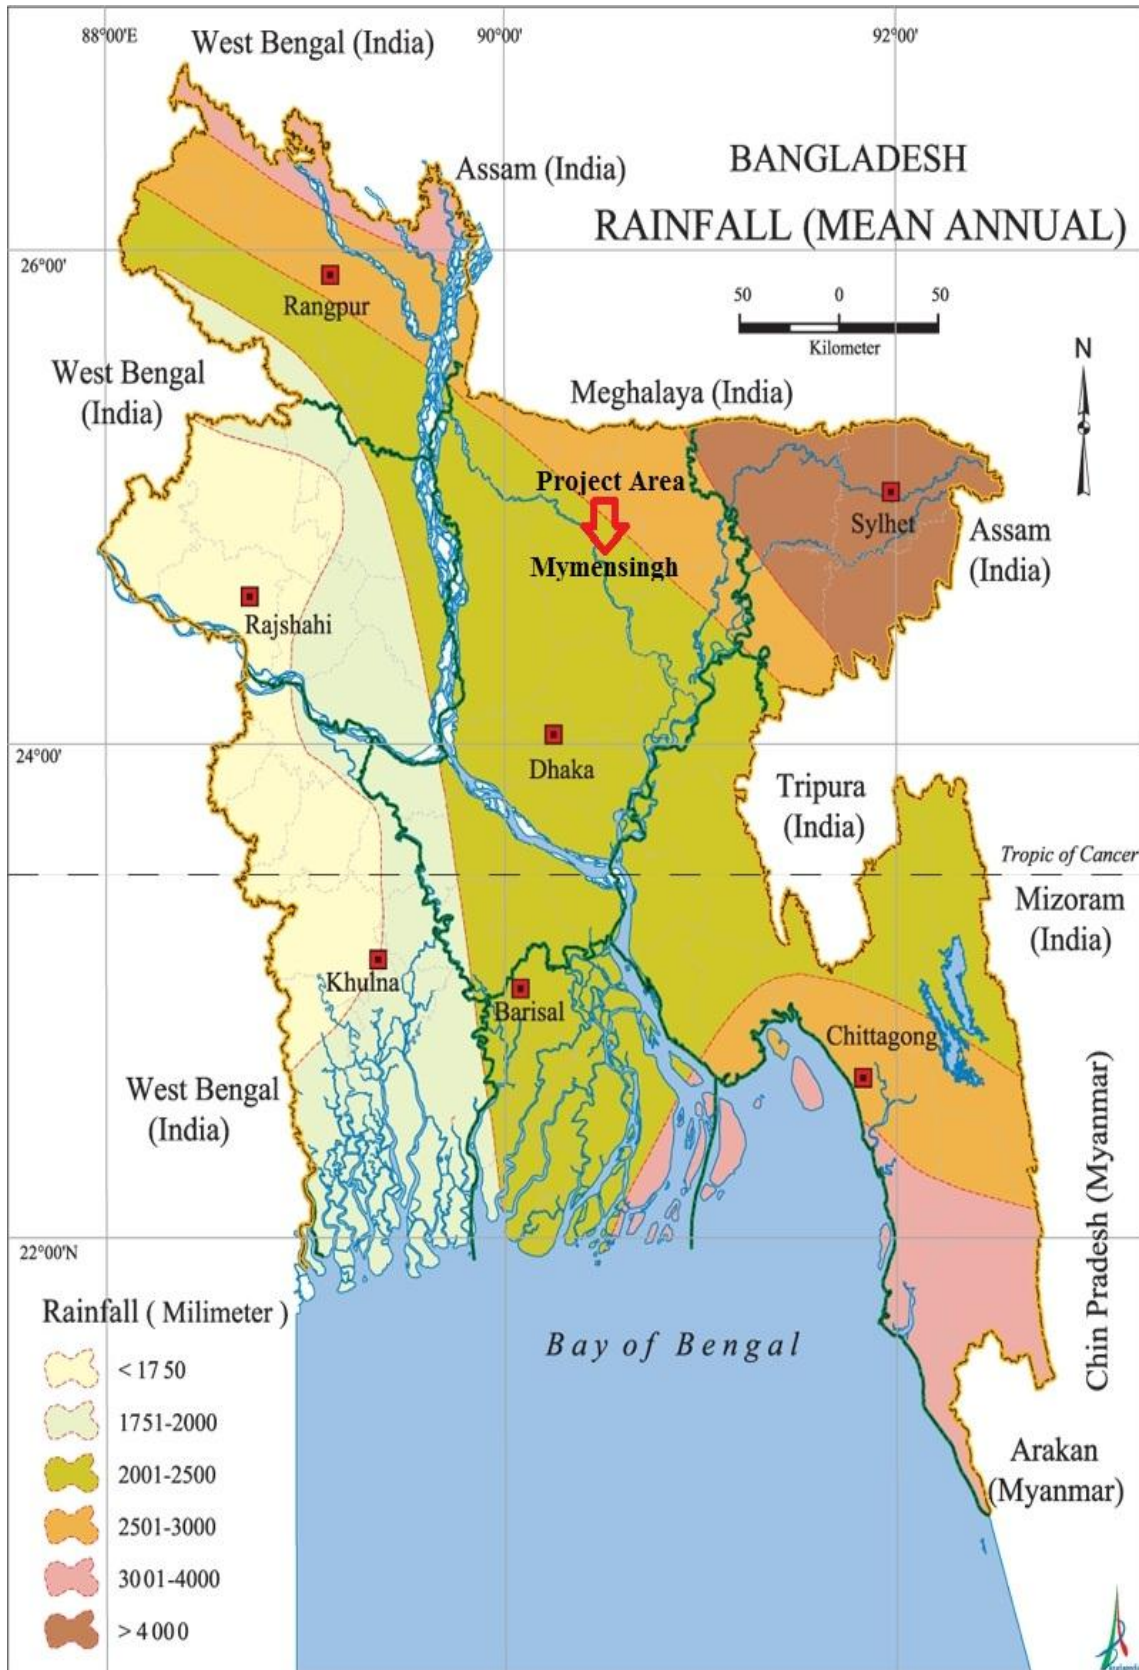 88°00'E
90°00'
92°00'
West Bengal (India)
Assam (India)
BANGLADESH
RAINFALL (MEAN ANNUAL)
26°00'
Rangpur
50
0
50
Kilometer
N
West Bengal
(India)
Meghalaya (India)
Project Area
Mymensingh
Sylhet
Assam
(India)
Rajshahi
24°00'
Dhaka
Tripura
(India)
Tropic of Cancer
Mizoram
(India)
Khulna
Barisal
Chittagong
West Bengal
(India)
Chin Pradesh (Myanmar)
22°00'N
Rainfall ( Milimeter )
< 1750
1751-2000
2001-2500
2501-3000
3001-4000
> 4000
Bay of Bengal
Arakan
(Myanmar)